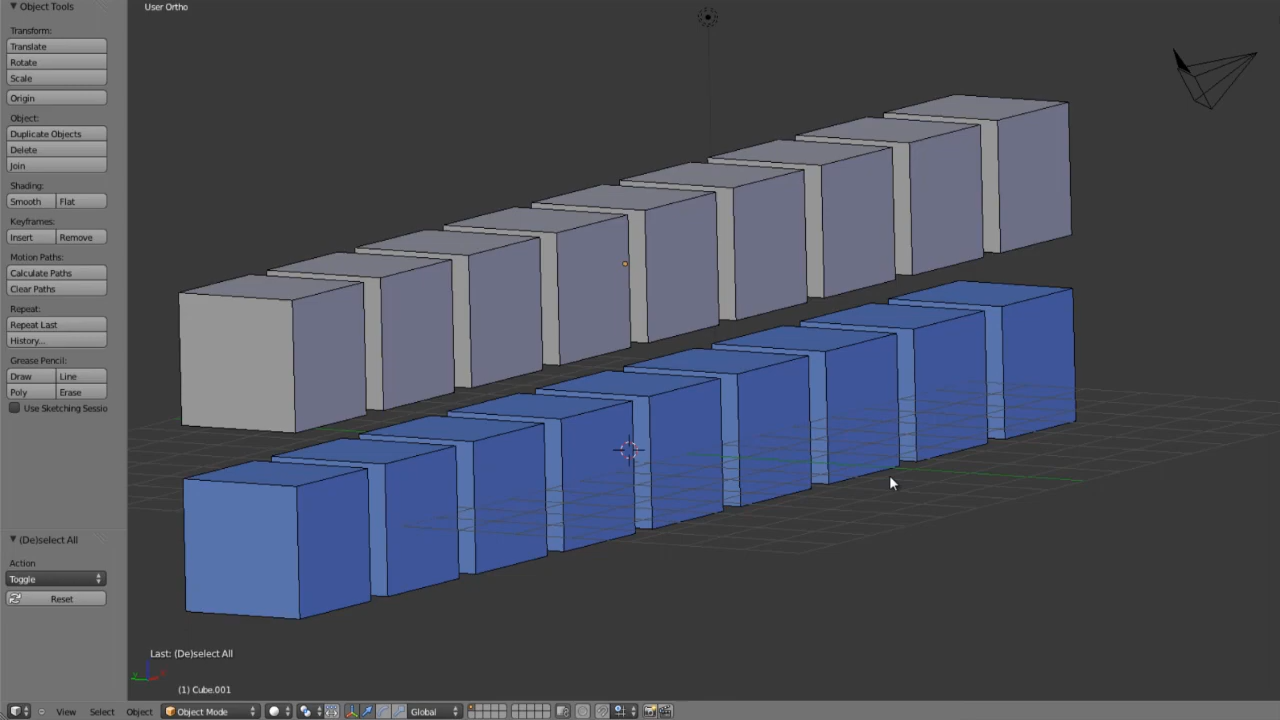 Object Tools
User Ortho
Transform:
Translate
Rotate
Scale
Origin
Object:
Duplicate Objects
Delete
Join
Shading:
Smooth Flat
Keyframes:
Insert Remove
Motion Paths:
Calculate Paths
Clear Paths
Repeat:
Repeat Last
History...
Grease Pencil:
Draw Line
Poly Erase
Use Sketching Sessio
(De)select All
Action
Toggle
Reset
Last: (De)select All
(1) Cube.001
View Select Object Object Mode Global